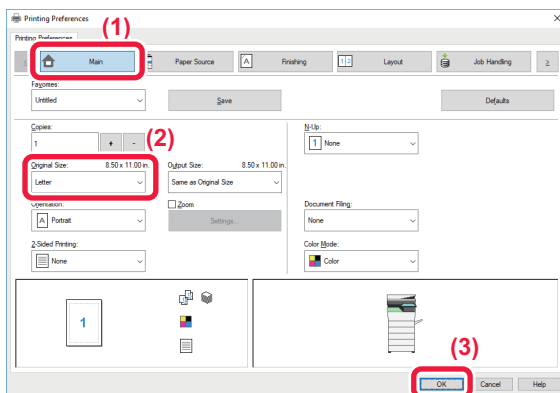 Printing Preferences
(1)
Printing Preferences
Main
Paper Source
A
Finishing
1 2
Layout
Job Handling
Favorites:
Untitled
Save
Defaults
Copies:
1
+
-
(2)
N-Up:
1
None
Original Size:
8.50 x 11.00 in.
Output Size:
8.50 x 11.00 in.
Letter
Same as Original Size
Orientation:
Zoom
Document Filing:
A
Portrait
Settings...
None
2-Sided Printing:
Color Mode:
None
Color
1
(3)
OK
Cancel
Help